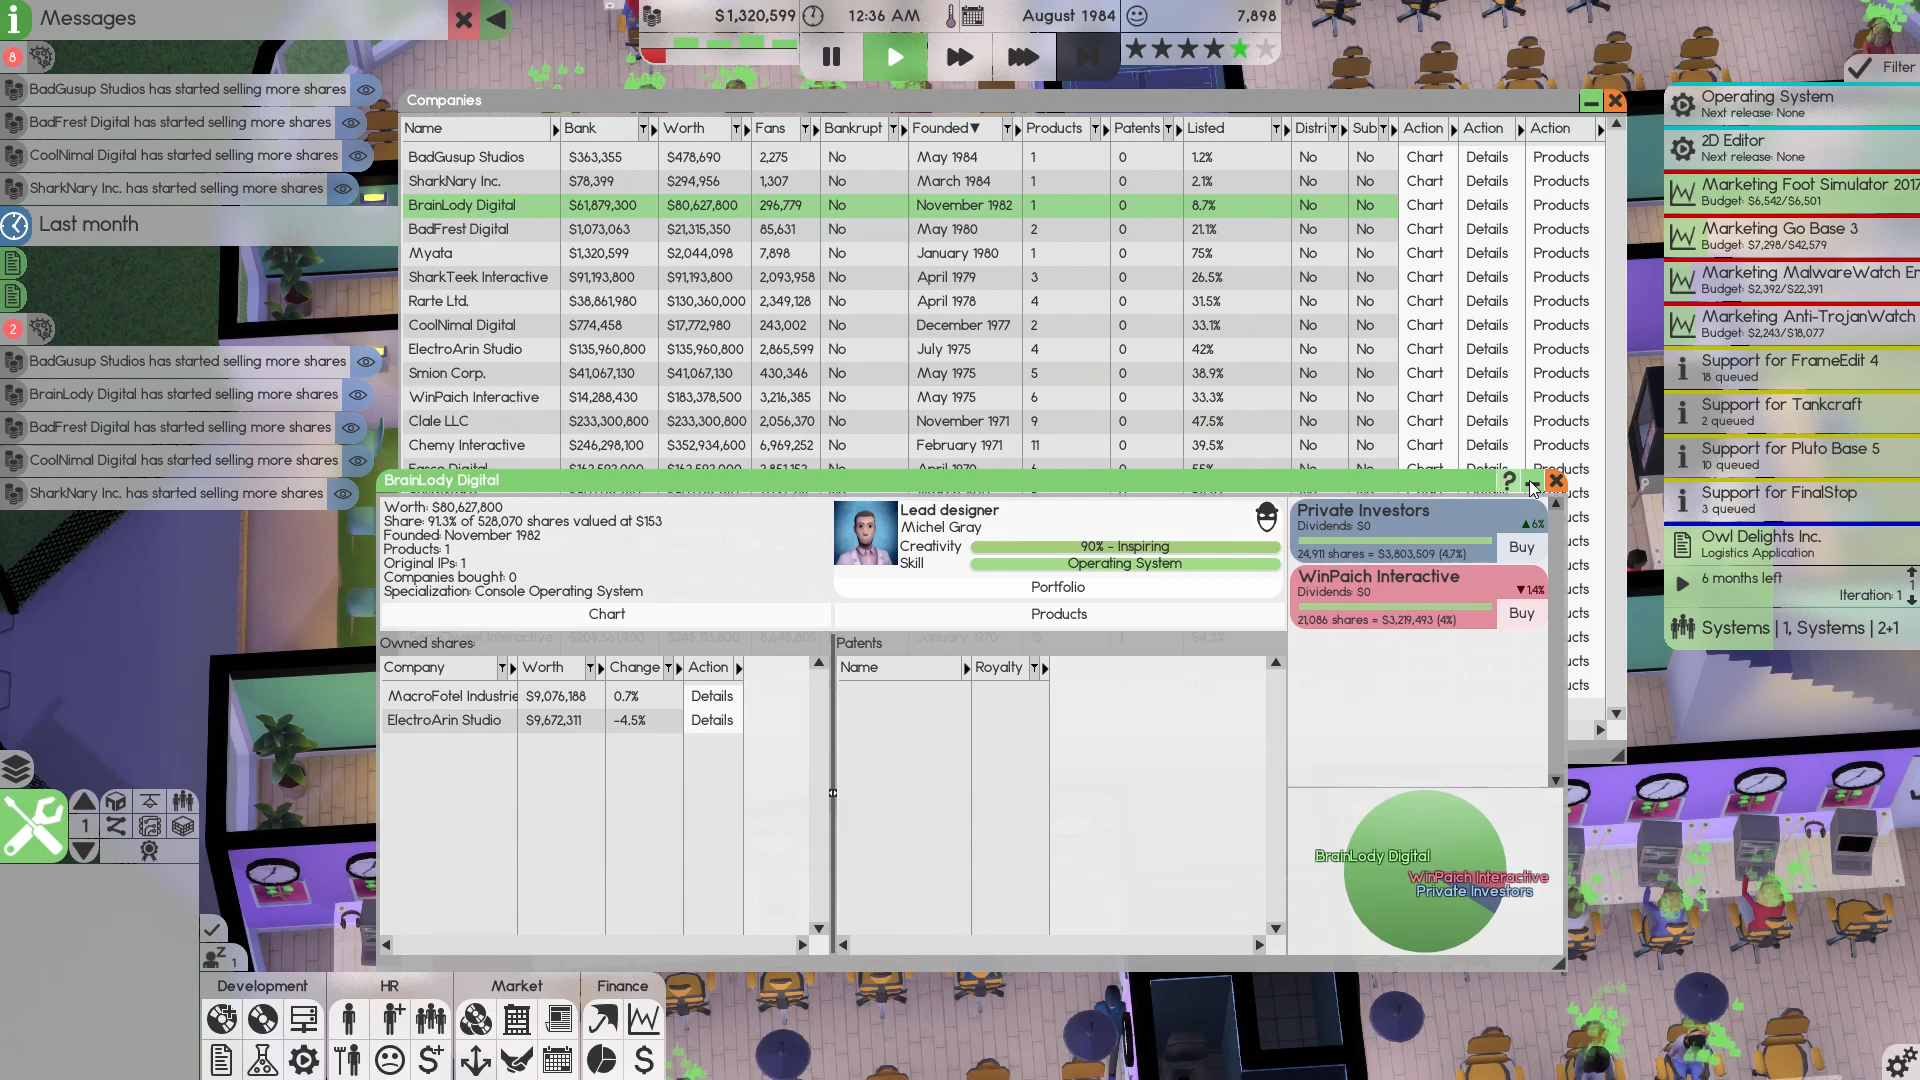 Messages
8
BadGusup Studios has started selling more shares
BadFrest Digital has started selling more shares
CoolNimal Digital has started selling more shares
SharkNary Inc. has started selling more shares
Last month
2
BadGusup Studios has started selling more shares
BrainLody Digital has started selling more shares
BadFrest Digital has started selling more shares
CoolNimal Digital has started selling more shares
SharkNary Inc. has started selling more shares
$1,320,599 12:36 AM August 1984 7,898
Companies
Name Bank Worth Fans Bankrupt Founded▼ Products Patents Listed Distri Sub Action Action Action
BadGusup Studios $363,355 $478,690 2,275 No May 1984 1 0 1.2% No No Chart Details Products
SharkNary Inc. $78,399 $294,956 1,307 No March 1984 1 0 2.1% No No Chart Details Products
BrainLody Digital $61,879,300 $80,627,800 296,779 No November 1982 1 0 8.7% No No Chart Details Products
BadFrest Digital $1,073,063 $21,315,350 85,631 No May 1980 2 0 21.1% No No Chart Details Products
Myata $1,320,599 $2,044,098 7,898 No January 1980 1 0 75% No No Chart Details Products
SharkTeek Interactive $91,193,800 $91,193,800 2,093,958 No April 1979 3 0 26.5% No No Chart Details Products
Rarte Ltd. $38,861,980 $130,360,000 2,349,128 No April 1978 4 0 31.5% No No Chart Details Products
CoolNimal Digital $774,458 $17,772,980 243,002 No December 1977 2 0 33.1% No No Chart Details Products
ElectroArin Studio $135,960,800 $135,960,800 2,865,599 No July 1975 4 0 42% No No Chart Details Products
Smion Corp. $41,067,130 $41,067,130 430,346 No May 1975 5 0 38.9% No No Chart Details Products
WinPaich Interactive $14,288,430 $183,378,500 3,216,385 No May 1975 6 0 33.3% No No Chart Details Products
Clale LLC $233,300,800 $233,300,800 2,056,370 No November 1971 9 0 47.5% No No Chart Details Products
Chemy Interactive $246,298,100 $352,934,600 6,969,252 No February 1971 11 0 39.5% No No Chart Details Products
BrainLody Digital
?
Worth: $80,627,800
Share: 91.3% of 528,070 shares valued at $153
Founded: November 1982
Products: 1
Original IPs: 1
Companies bought: 0
Specialization: Console Operating System
Chart
Lead designer
Michel Gray
Creativity 90% - Inspiring
Skill Operating System
Portfolio
Products
Private Investors
Dividends: $0
▲6%
24,911 shares = $3,803,509 (4.7%)
Buy
WinPaich Interactive
Dividends: $0
▼1.4%
21,086 shares = $3,219,493 (4%)
Buy
Owned shares:
Company Worth Change Action
MacroFotel Industrie $9,076,188 0.7% Details
ElectroArin Studio $9,672,311 -4.5% Details
Patents
Name Royalty
BrainLody Digital
WinPaich Interactive
Private Investors
Filter
Operating System
Next release: None
2D Editor
Next release: None
Marketing Foot Simulator 2017
Budget: $6,542/$6,501
Marketing Go Base 3
Budget: $7,298/$42,579
Marketing MalwareWatch En
Budget: $2,392/$22,391
Marketing Anti-TrojanWatch
Budget: $2,243/$18,077
Support for FrameEdit 4
18 queued
Support for Tankcraft
2 queued
Support for Pluto Base 5
10 queued
Support for FinalStop
3 queued
Owl Delights Inc.
Logistics Application
6 months left
Iteration: 1
1
Systems | 1, Systems | 2+1
1
1
Development HR Market Finance